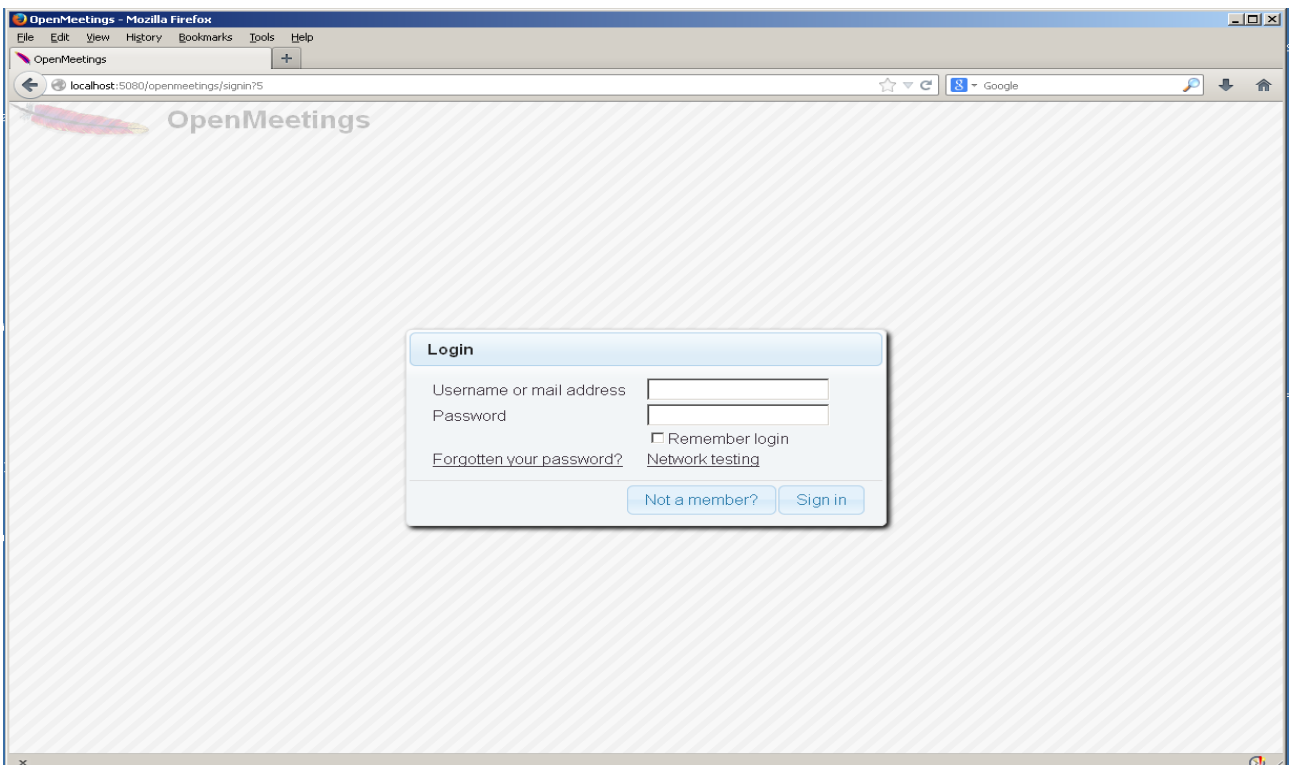 OpenMeetings - Mozilla Firefox
File Edit View History Bookmarks Tools Help
OpenMeetings +
localhost:5080/openmeetings/signin?5 8 Google
OpenMeetings
Login
Username or mail address
Password
Remember login
Forgotten your password? Network testing
Not a member? Sign in